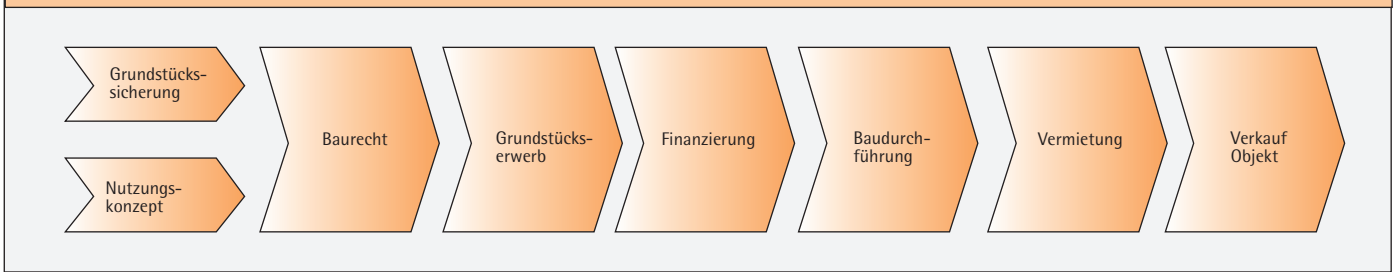 Grundstücks-
sicherung
Nutzungs-
konzept
Baurecht
Grundstücks-
erwerb
Finanzierung
Baudurch-
führung
Vermietung
Verkauf
Objekt